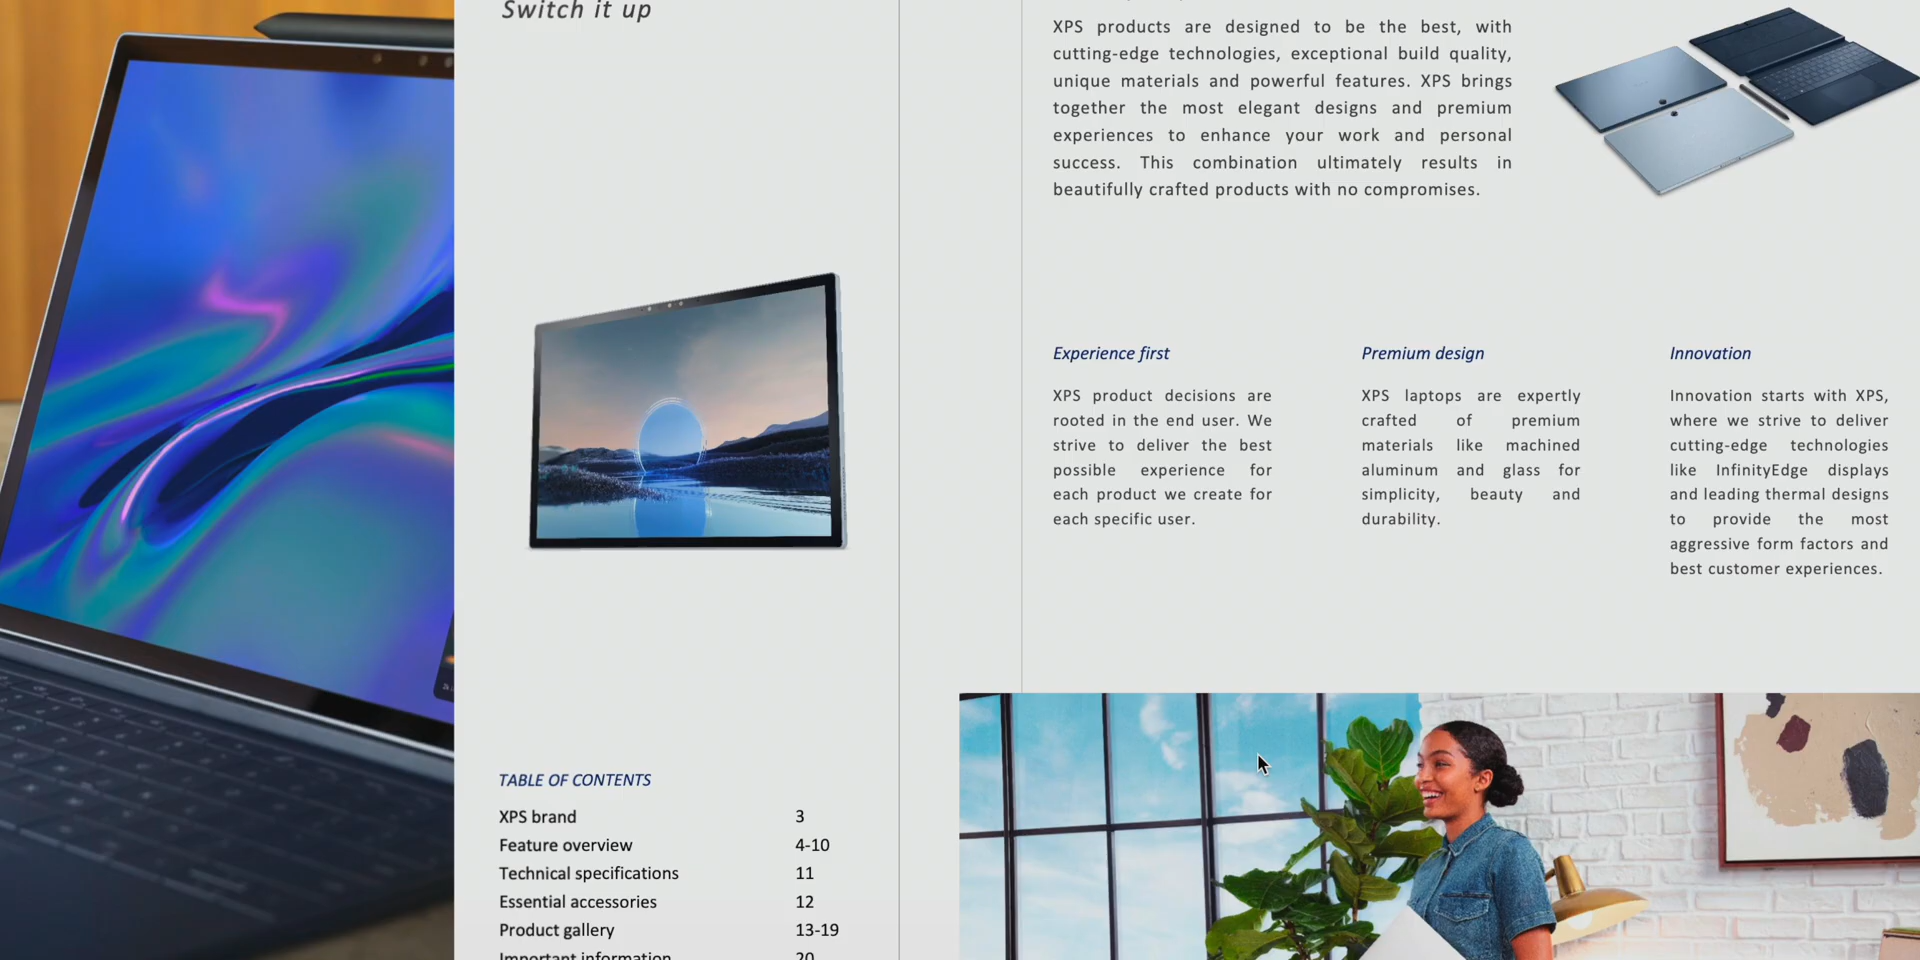 Switch it up
TABLE OF CONTENTS
XPS brand 3
Feature overview 4-10
Technical specifications 11
Essential accessories 12
Product gallery 13-19
Important information 20
XPS products are designed to be the best, with
cutting-edge technologies, exceptional build quality,
unique materials and powerful features. XPS brings
together the most elegant designs and premium
experiences to enhance your work and personal
success. This combination ultimately results in
beautifully crafted products with no compromises.
Experience first
XPS product decisions are
rooted in the end user. We
strive to deliver the best
possible experience for
each product we create for
each specific user.
Premium design
XPS laptops are expertly
crafted of premium
materials like machined
aluminum and glass for
simplicity, beauty and
durability.
Innovation
Innovation starts with XPS,
where we strive to deliver
cutting-edge technologies
like InfinityEdge displays
and leading thermal designs
to provide the most
aggressive form factors and
best customer experiences.